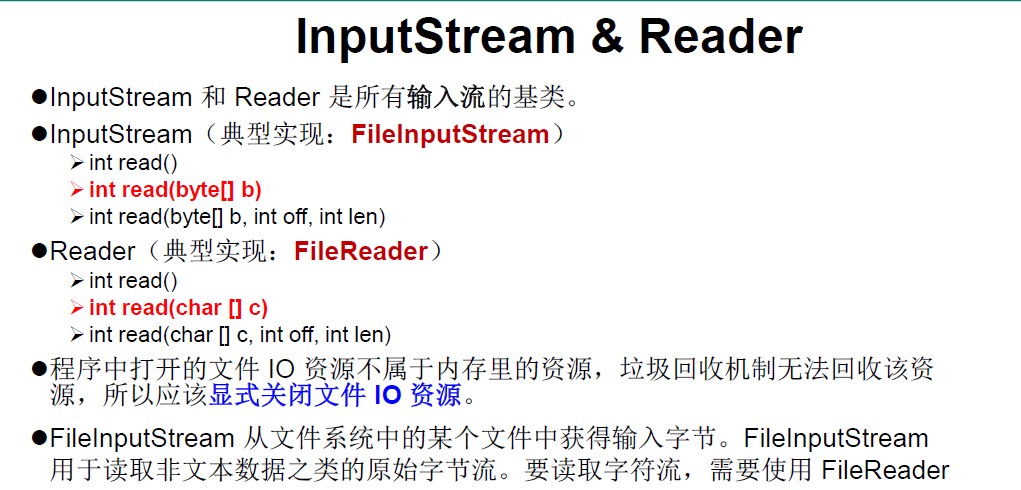 InputStream & Reader
●InputStream 和 Reader 是所有输入流的基类。
●InputStream（典型实现：FileInputStream）
➢int read()
➢int read(byte[] b)
➢int read(byte[] b, int off, int len)
●Reader（典型实现：FileReader）
➢int read()
➢int read(char [] c)
➢int read(char [] c, int off, int len)
●程序中打开的文件 IO 资源不属于内存里的资源，垃圾回收机制无法回收该资
源，所以应该显式关闭文件 IO 资源。
●FileInputStream 从文件系统中的某个文件中获得输入字节。FileInputStream
用于读取非文本数据之类的原始字节流。要读取字符流，需要使用 FileReader